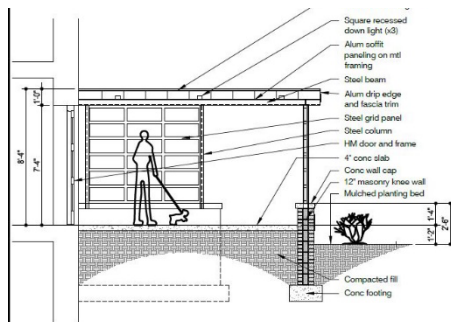 Square recessed
down light (x3)
Alum soffit
paneling on mtl
framing
Steel beam
Alum drip edge
and fascia trim
Steel grid panel
Steel column
HM door and frame
4" conc slab
Conc wall cap
12" masonry knee wall
Mulched planting bed
Compacted fill
Conc footing
1'-0"
8'-4"
7'-4"
1'-4"
2'-6"
1'-2"